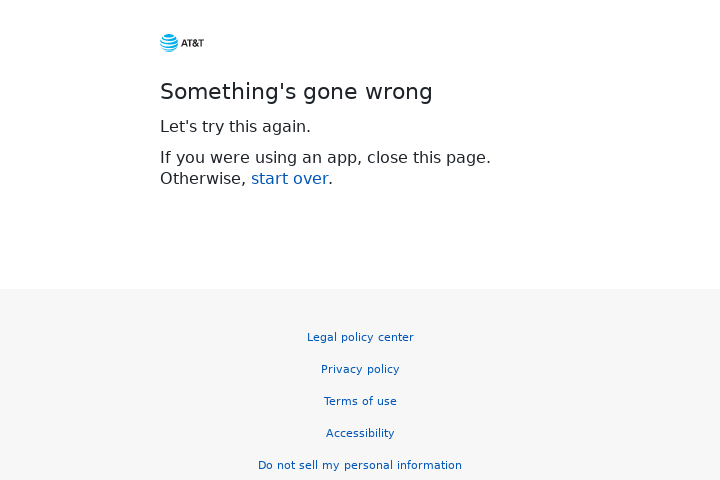 AT&T
Something's gone wrong
Let's try this again.
If you were using an app, close this page.
Otherwise, start over.
Legal policy center
Privacy policy
Terms of use
Accessibility
Do not sell my personal information